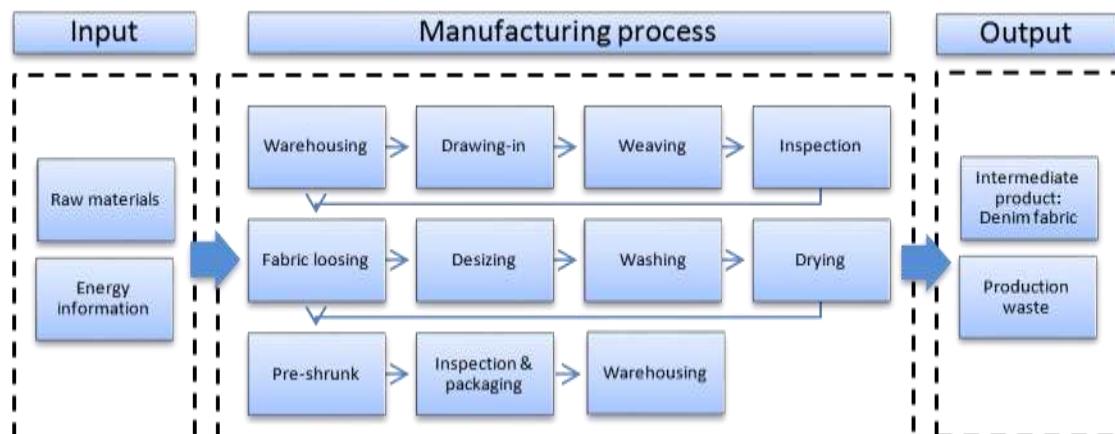 Input
Manufacturing process
Output
Raw materials
Energy
information
Warehousing
Drawing-in
Weaving
Inspection
Fabric loosing
Desizing
Washing
Drying
Pre-shrunk
Inspection &
packaging
Warehousing
Intermediate
product:
Denim fabric
Production
waste